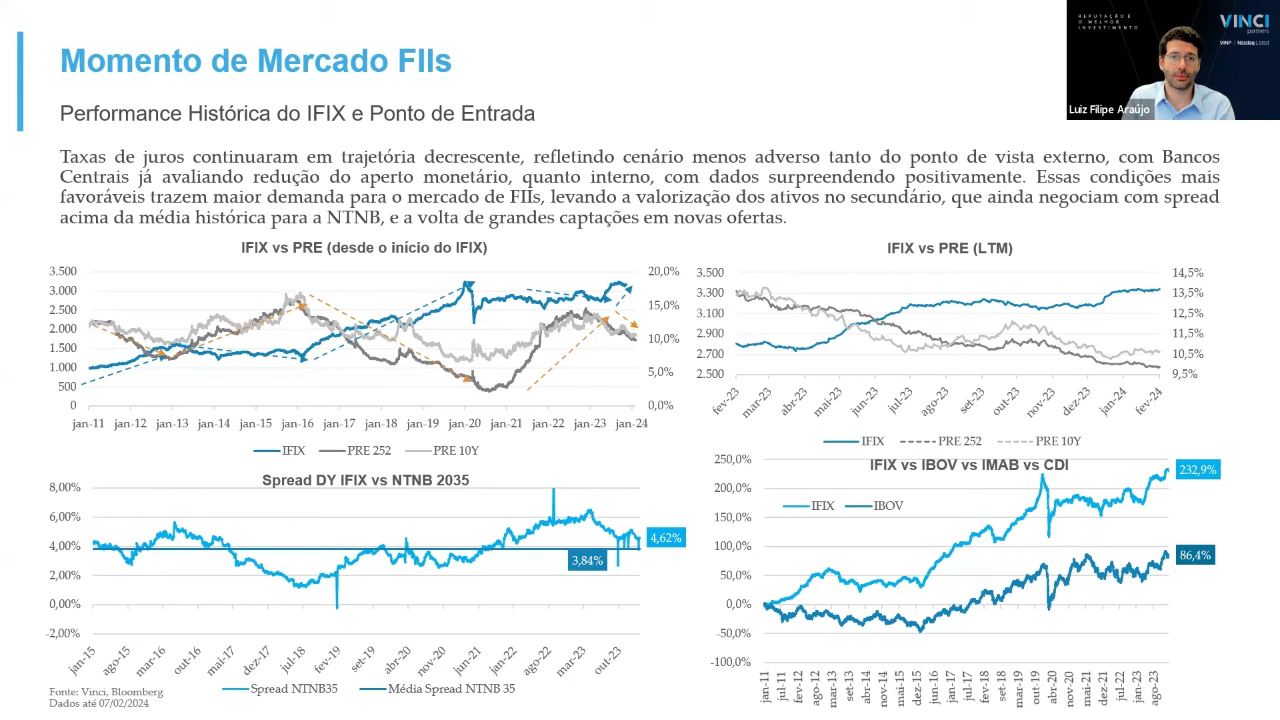 REPUTAÇÃO É
O MELHOR
INVESTIMENTO
VINCI
partners
VINP | Nasdaq Listed
Luiz Filipe Araújo
Momento de Mercado FIIs
Performance Histórica do IFIX e Ponto de Entrada
Taxas de juros continuaram em trajetória decrescente, refletindo cenário menos adverso tanto do ponto de vista externo, com Bancos
Centrais já avaliando redução do aperto monetário, quanto interno, com dados surpreendendo positivamente. Essas condições mais
favoráveis trazem maior demanda para o mercado de FIIs, levando a valorização dos ativos no secundário, que ainda negociam com spread
acima da média histórica para a NTNB, e a volta de grandes captações em novas ofertas.
IFIX vs PRE (desde o início do IFIX)
3.500
3.000
2.500
2.000
1.500
1.000
500
0
20,0%
15,0%
10,0%
5,0%
0,0%
jan-11 jan-12 jan-13 jan-14 jan-15 jan-16 jan-17 jan-18 jan-19 jan-20 jan-21 jan-22 jan-23 jan-24
IFIX PRE 252 PRE 10Y
IFIX vs PRE (LTM)
3.500
3.300
3.100
2.900
2.700
2.500
14,5%
13,5%
12,5%
11,5%
10,5%
9,5%
fev-23 mar-23 abr-23 mai-23 jun-23 jul-23 ago-23 set-23 out-23 nov-23 dez-23 jan-24 fev-24
IFIX PRE 252 PRE 10Y
Spread DY IFIX vs NTNB 2035
8,00%
6,00%
4,00%
2,00%
0,00%
-2,00%
4,62%
3,84%
jan-15 ago-15 mar-16 out-16 mai-17 dez-17 jul-18 fev-19 set-19 abr-20 nov-20 jun-21 jan-22 ago-22 mar-23 out-23
Spread NTNB35 Média Spread NTNB 35
IFIX vs IBOV vs IMAB vs CDI
250,0%
200,0%
150,0%
100,0%
50,0%
0,0%
-50,0%
-100,0%
IFIX IBOV
232,9%
86,4%
jan-11 jul-11 fev-12 ago-12 mar-13 set-13 abr-14 out-14 mai-15 dez-15 jun-16 jan-17 jul-17 fev-18 ago-18 mar-19 out-19 abr-20 nov-20 mai-21 dez-21 jul-22 jan-23 ago-23
Fonte: Vinci, Bloomberg
Dados até 07/02/2024